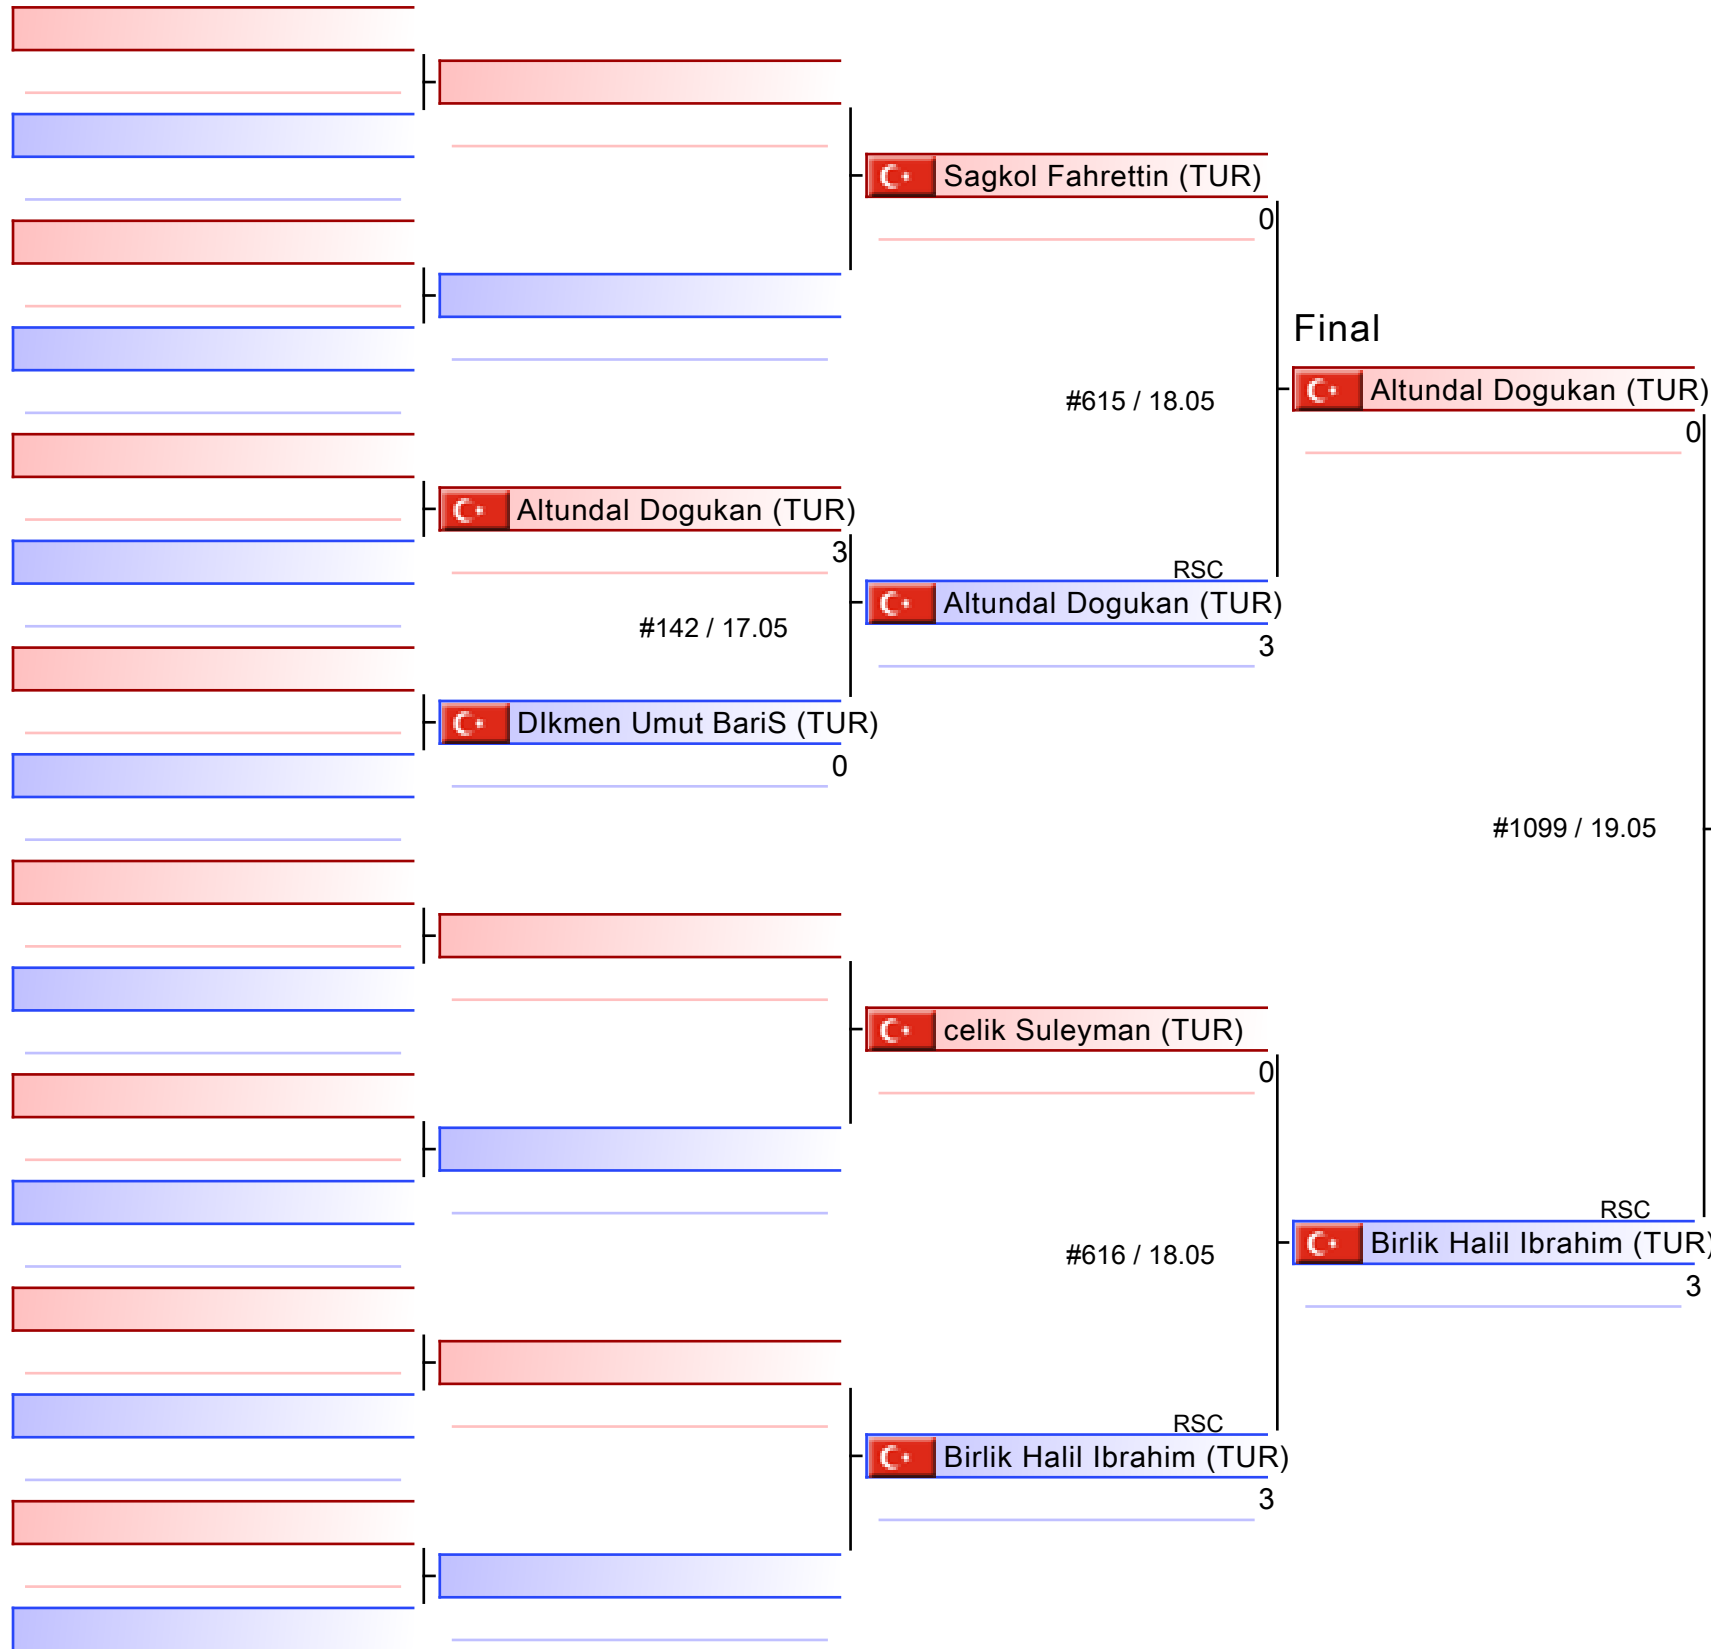 Sagkol Fahrettin (TUR)
0
Final
#615 / 18.05
Altundal Dogukan (TUR)
0
Altundal Dogukan (TUR)
3
RSC
Altundal Dogukan (TUR)
3
#142 / 17.05
DIkmen Umut BariS (TUR)
0
#1099 / 19.05
celik Suleyman (TUR)
0
#616 / 18.05
RSC
Birlik Halil Ibrahim (TUR)
3
RSC
Birlik Halil Ibrahim (TUR)
3